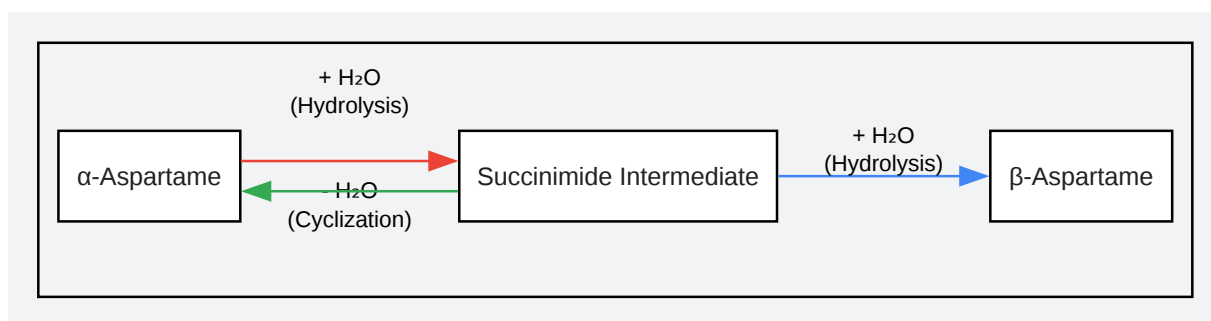 + H₂O
(Hydrolysis)
α-Aspartame
- H₂O
(Cyclization)
Succinimide Intermediate
+ H₂O
(Hydrolysis)
β-Aspartame